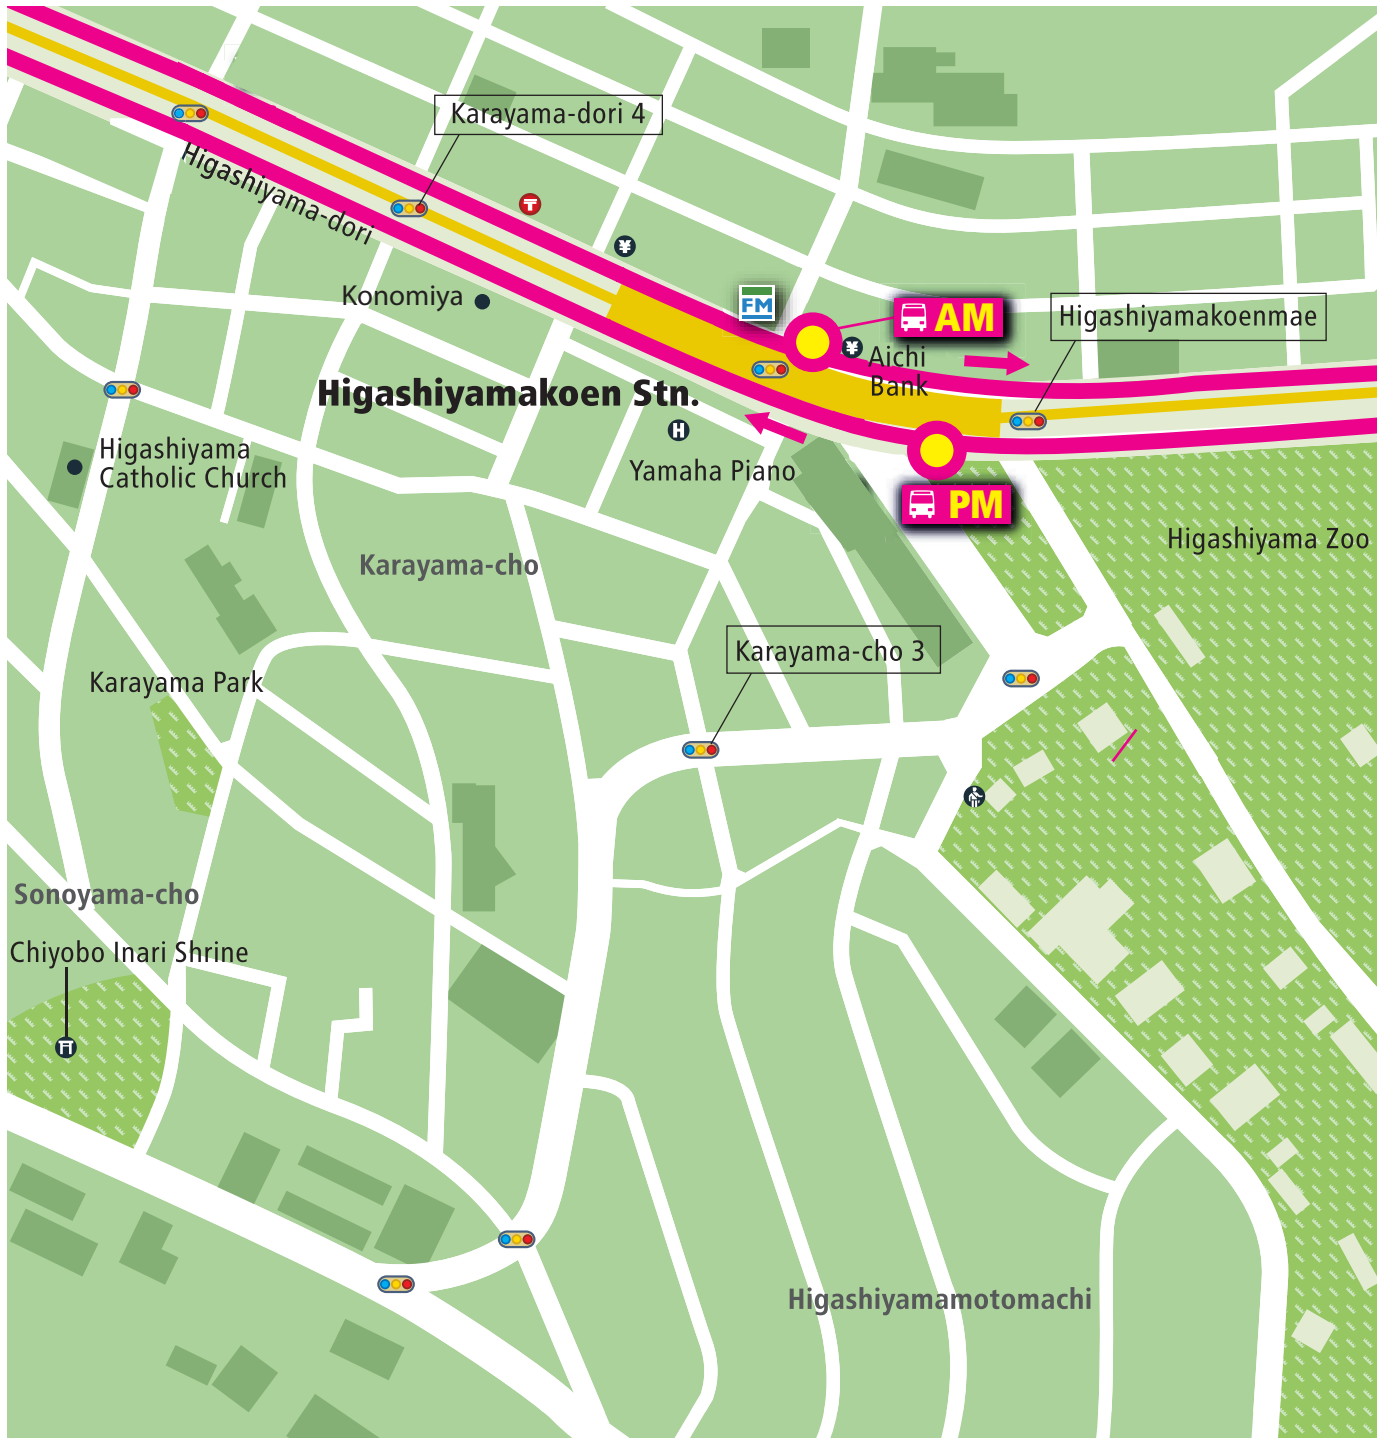 Karayama-dori 4
Higashiyama-dori
Konomiya
FM
AM
Higashiyamakoenmae
Aichi
Bank
Higashiyamakoen Stn.
H
Yamaha Piano
Higashiyama
Catholic Church
PM
Higashiyama Zoo
Karayama-cho
Karayama-cho 3
Karayama Park
Sonoyama-cho
Chiyobo Inari Shrine
Higashiyamamotomachi